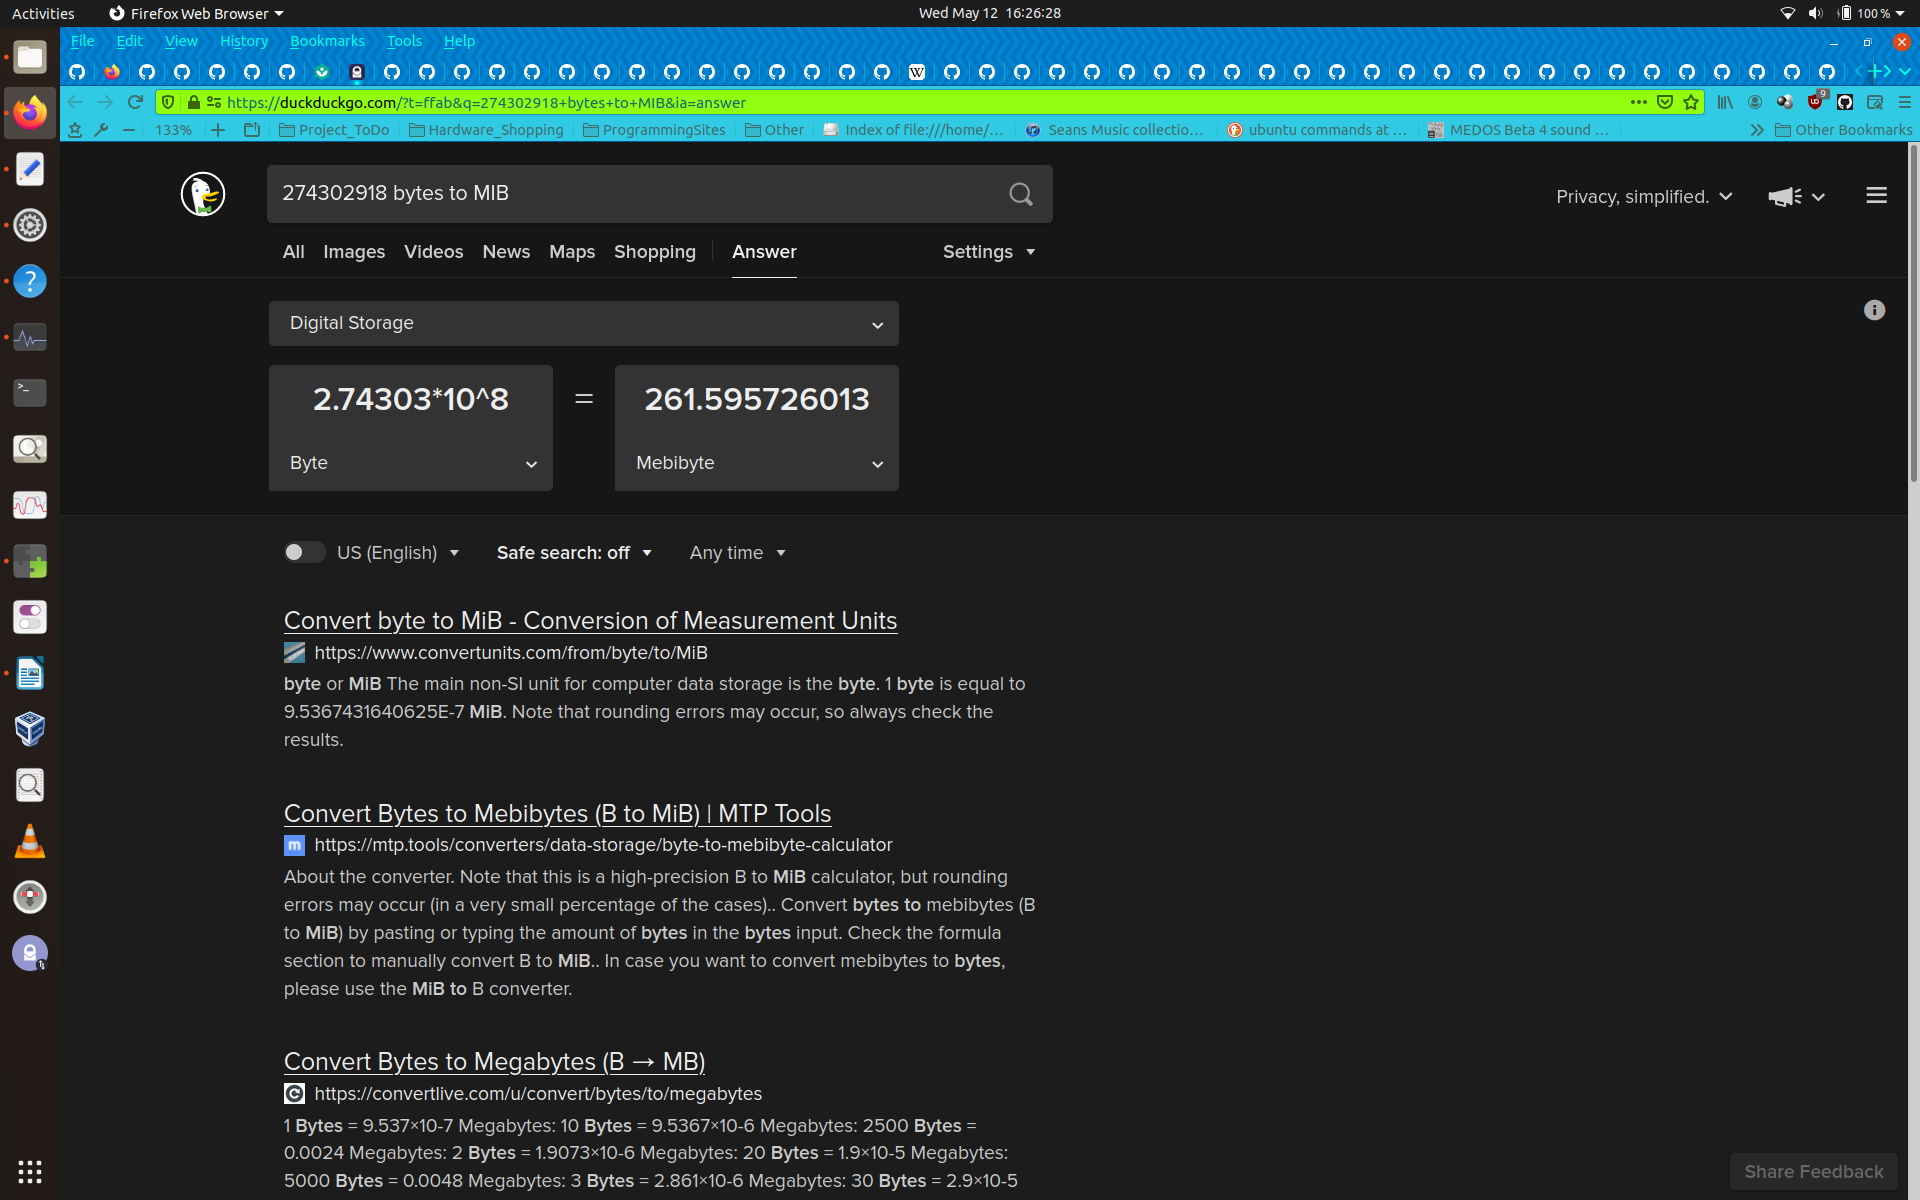 Activities Firefox Web Browser Wed May 12 16:26:28 100 %
File Edit View History Bookmarks Tools Help
https://duckduckgo.com/?t=ffab&q=274302918+bytes+to+MIB&ia=answer 9
133% Project_ToDo Hardware_Shopping ProgrammingSites Other Index of file:///home/... Seans Music collectio... ubuntu commands at ... MEDOS Beta 4 sound ... Other Bookmarks
274302918 bytes to MIB
Privacy, simplified.
All Images Videos News Maps Shopping Answer Settings
Digital Storage
2.74303*10^8 = 261.595726013
Byte Mebibyte
US (English) Safe search: off Any time
Convert byte to MiB - Conversion of Measurement Units
https://www.convertunits.com/from/byte/to/MiB
byte or MiB The main non-SI unit for computer data storage is the byte. 1 byte is equal to
9.5367431640625E-7 MiB. Note that rounding errors may occur, so always check the
results.
Convert Bytes to Mebibytes (B to MiB) | MTP Tools
m https://mtp.tools/converters/data-storage/byte-to-mebibyte-calculator
About the converter. Note that this is a high-precision B to MiB calculator, but rounding
errors may occur (in a very small percentage of the cases).. Convert bytes to mebibytes (B
to MiB) by pasting or typing the amount of bytes in the bytes input. Check the formula
section to manually convert B to MiB.. In case you want to convert mebibytes to bytes,
please use the MiB to B converter.
Convert Bytes to Megabytes (B → MB)
https://convertlive.com/u/convert/bytes/to/megabytes
1 Bytes = 9.537×10-7 Megabytes: 10 Bytes = 9.5367×10-6 Megabytes: 2500 Bytes =
0.0024 Megabytes: 2 Bytes = 1.9073×10-6 Megabytes: 20 Bytes = 1.9×10-5 Megabytes:
5000 Bytes = 0.0048 Megabytes: 3 Bytes = 2.861×10-6 Megabytes: 30 Bytes = 2.9×10-5
Share Feedback